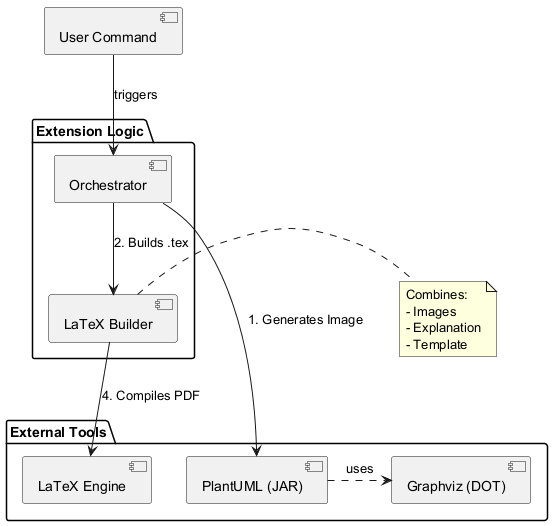 User Command
triggers
Extension Logic
Orchestrator
2. Builds .tex
LaTeX Builder
1. Generates Image
Combines:
- Images
- Explanation
- Template
4. Compiles PDF
External Tools
LaTeX Engine
PlantUML (JAR)
uses
Graphviz (DOT)